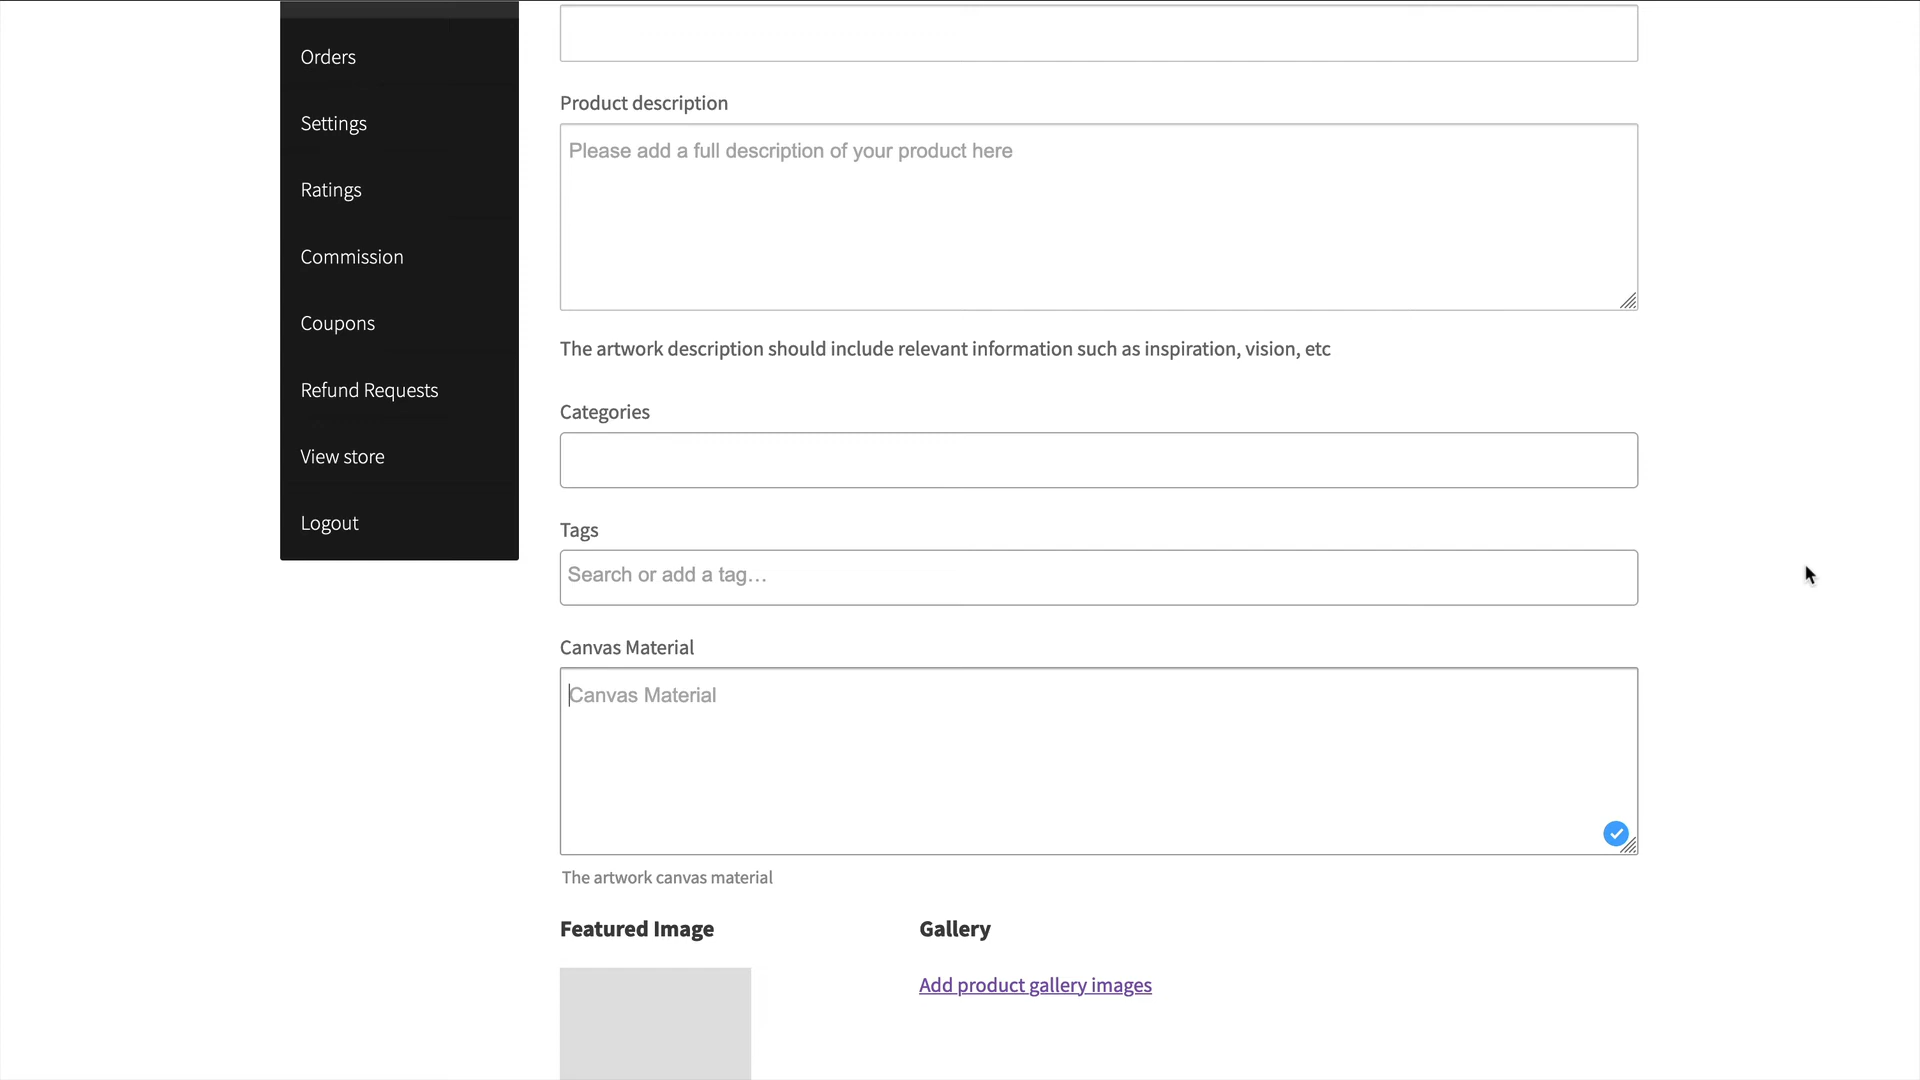 Orders
Settings
Ratings
Commission
Coupons
Refund Requests
View store
Logout
Product description
Please add a full description of your product here
The artwork description should include relevant information such as inspiration, vision, etc
Categories
Tags
Search or add a tag…
Canvas Material
Canvas Material
The artwork canvas material
Featured Image
Gallery
Add product gallery images